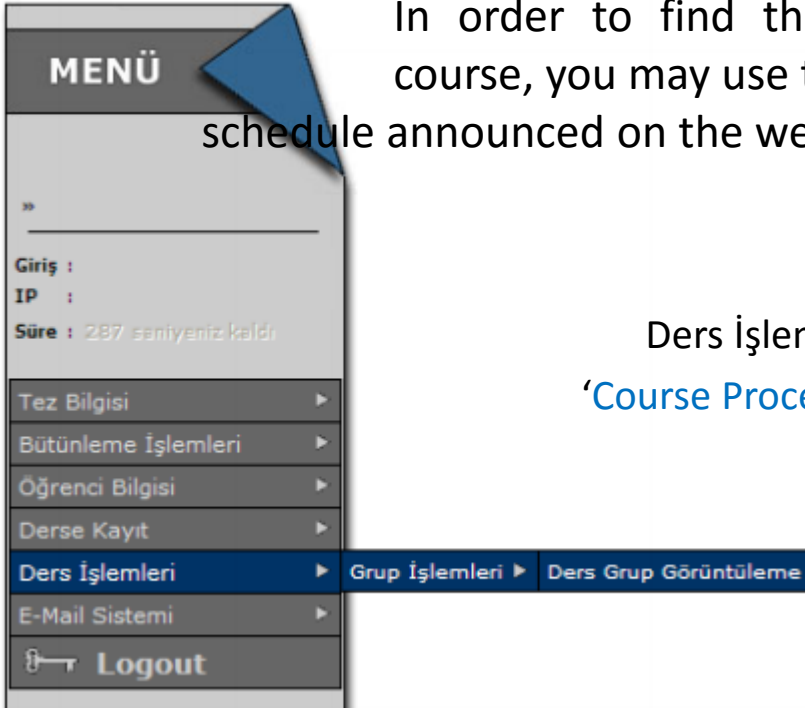 In order to find th
course, you may use t
schedule announced on the we
MENÜ
»
Giriş :
IP :
Süre : 287 saniyeniz kaldı
Ders İşler
‘Course Proce
Tez Bilgisi
Bütünleme İşlemleri
Öğrenci Bilgisi
Derse Kayıt
Ders İşlemleri
Grup İşlemleri
Ders Grup Görüntüleme
E-Mail Sistemi
Logout